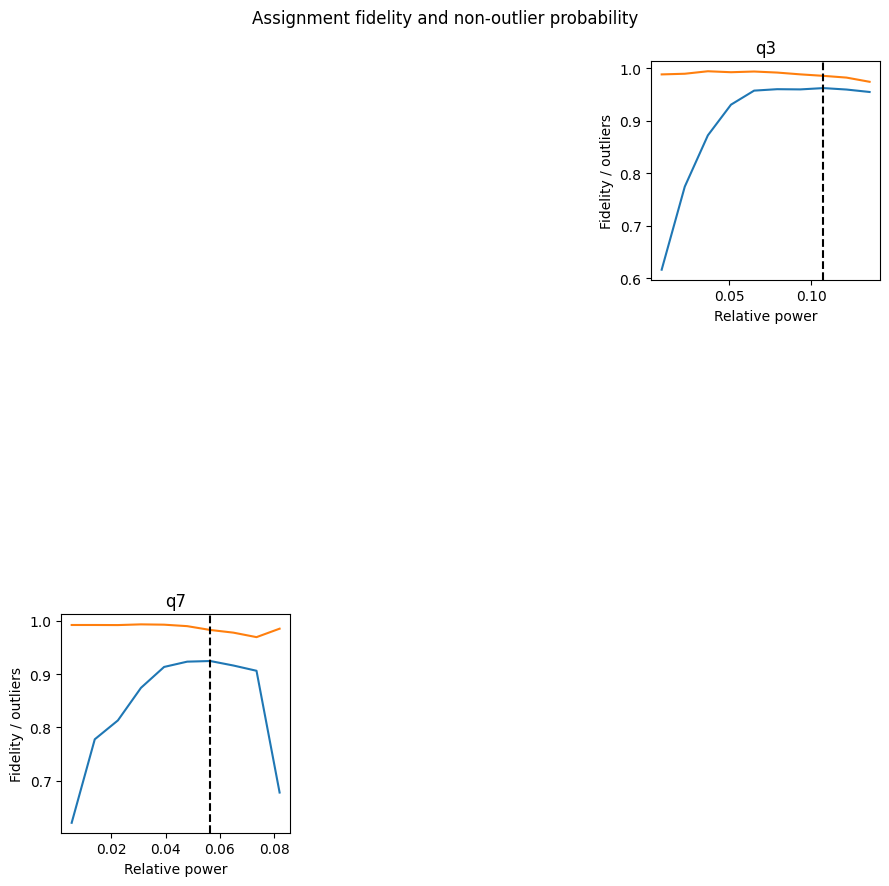 Assignment fidelity and non-outlier probability
q3
Fidelity / outliers
1.0
0.9
0.8
0.7
0.6
0.05 0.10
Relative power
q7
Fidelity / outliers
1.0
0.9
0.8
0.7
0.02 0.04 0.06 0.08
Relative power